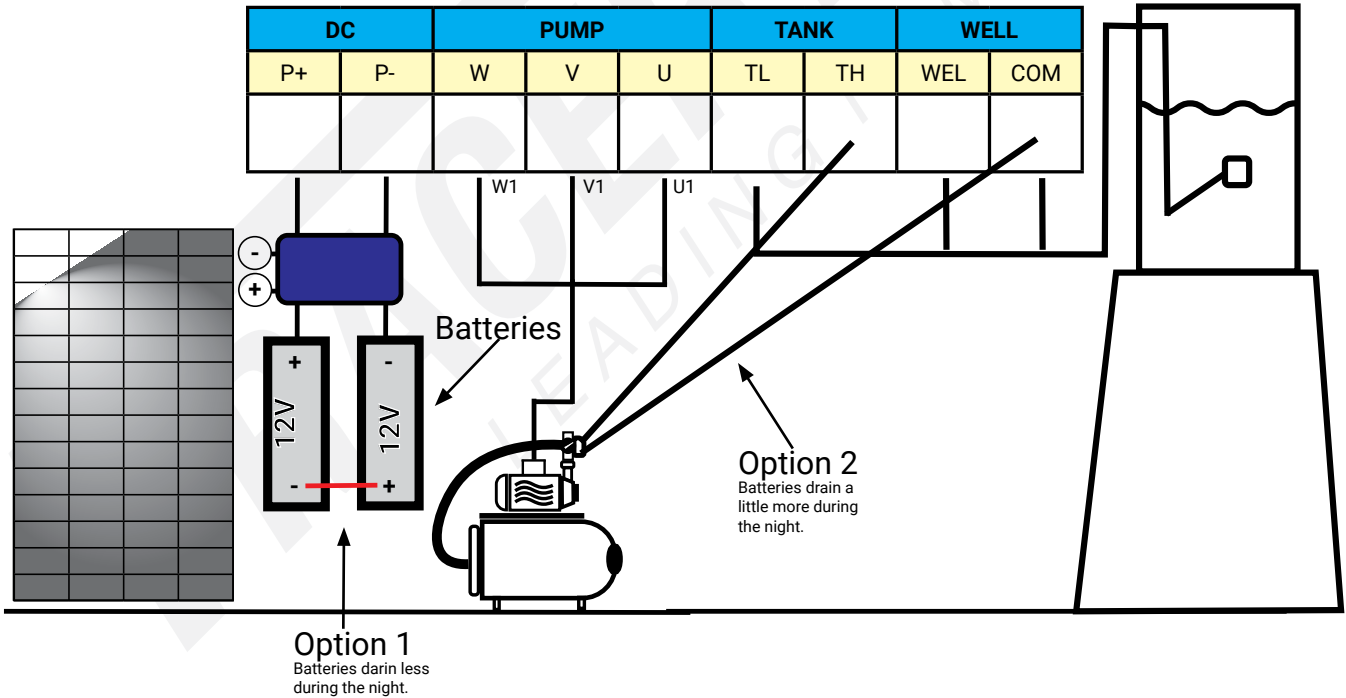 DC PUMP TANK WELL
P+ P- W V U TL TH WEL COM
W1 V1 U1
-
+
Batteries
+ -
12V 12V
- +
Option 2
Batteries drain a
little more during
the night.
Option 1
Batteries darin less
during the night.